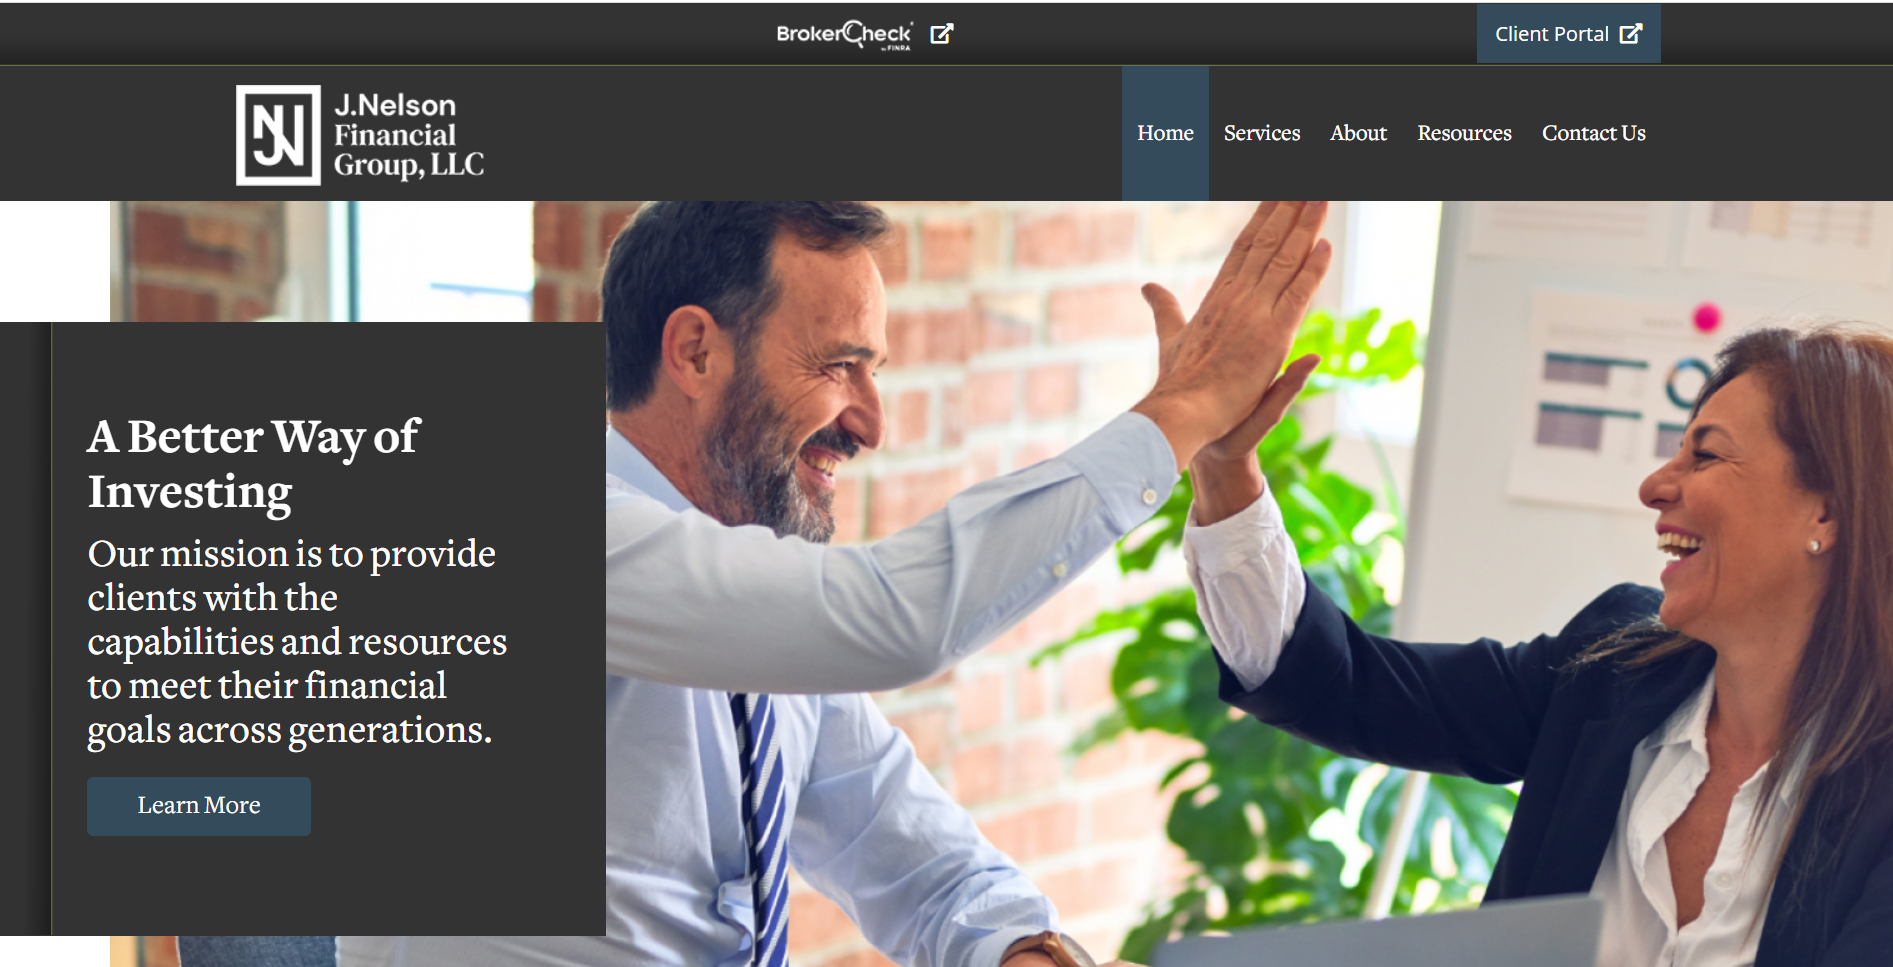 BrokerCheck
by FINRA
Client Portal
J.Nelson
Financial
Group, LLC
Home
Services
About
Resources
Contact Us
A Better Way of
Investing
Our mission is to provide
clients with the
capabilities and resources
to meet their financial
goals across generations.
Learn More